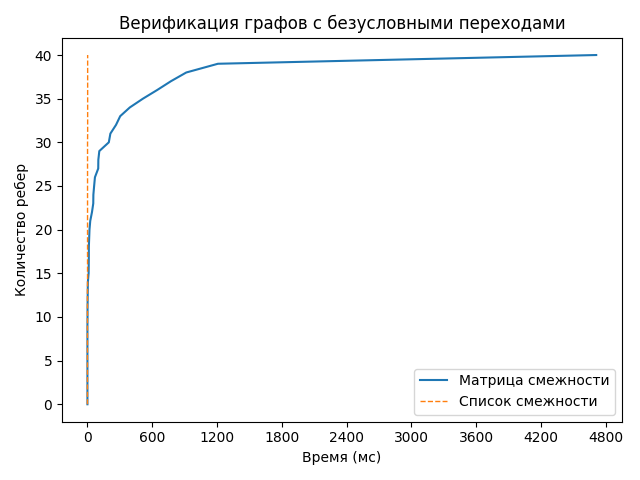 Верификация графов с безусловными переходами
Количество ребер
40
35
30
25
20
15
10
5
0
0 600 1200 1800 2400 3000 3600 4200 4800
Время (мс)
Матрица смежности
Список смежности